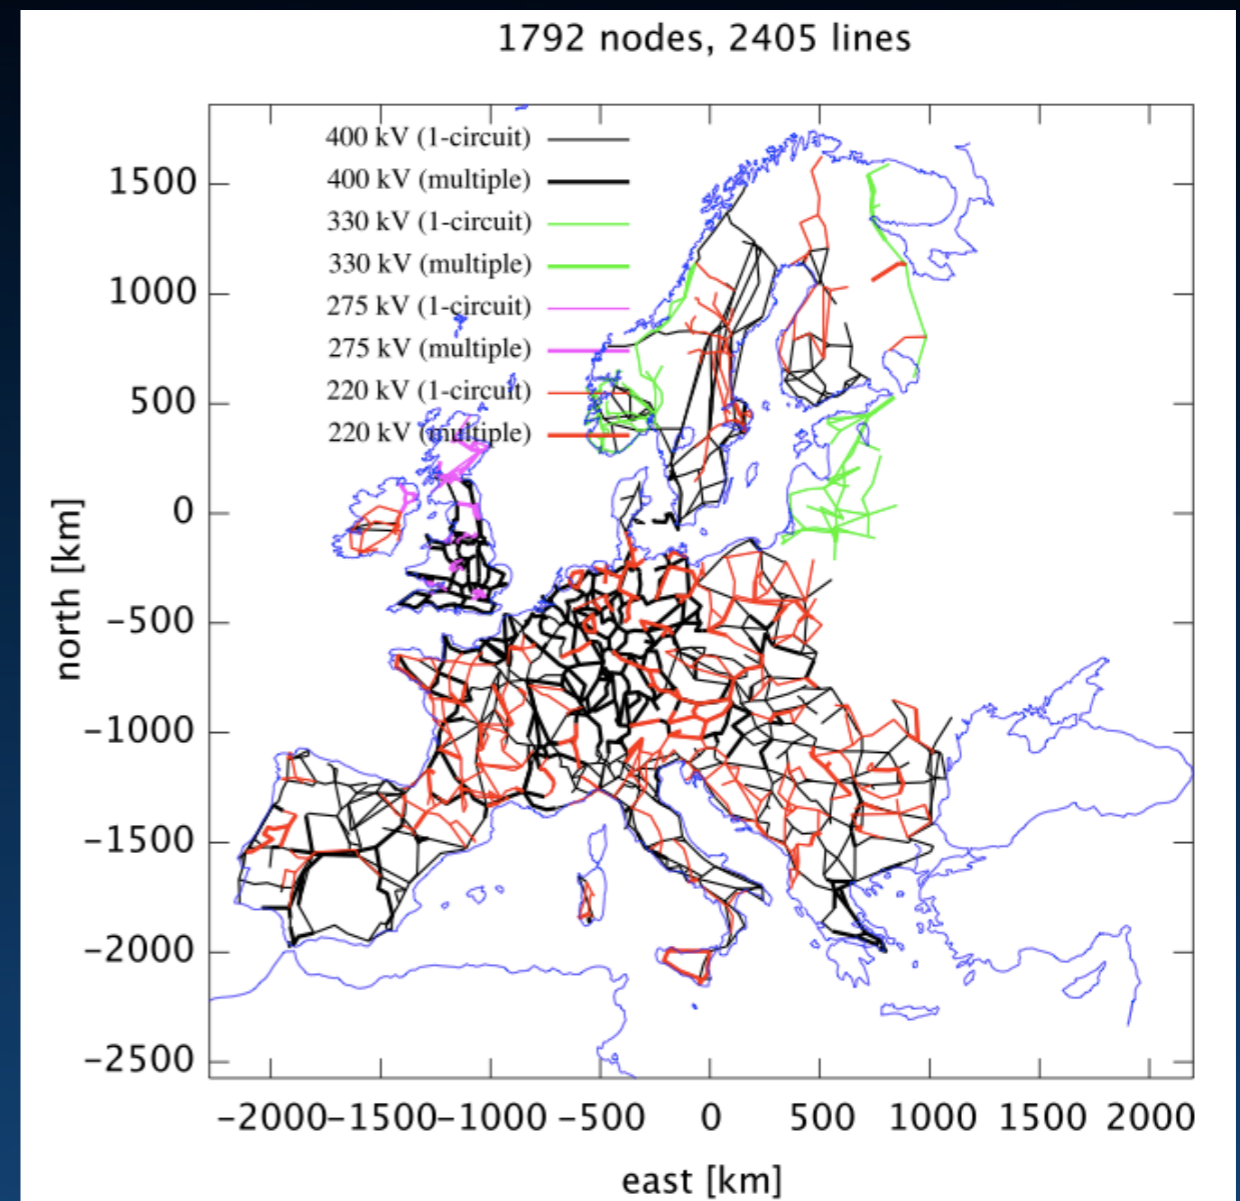 1792 nodes, 2405 lines
400 kV (1-circuit)
400 kV (multiple)
330 kV (1-circuit)
330 kV (multiple)
275 kV (1-circuit)
275 kV (multiple)
220 kV (1-circuit)
220 kV (multiple)
1500
1000
500
0
−500
−1000
−1500
−2000
−2500
north [km]
−2000 −1500 −1000 −500 0 500 1000 1500 2000
east [km]